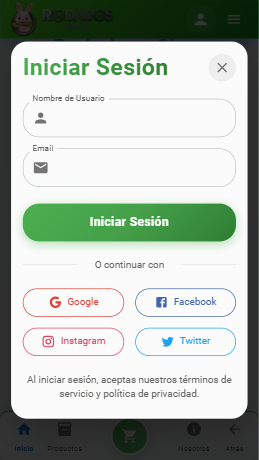 ROBADOS
Iniciar Sesión
Nombre de Usuario
Email
Iniciar Sesión
O continuar con
Google
Facebook
Instagram
Twitter
Al iniciar sesión, aceptas nuestros términos de
servicio y política de privacidad.
Inicio
Productos
Nosotros
Atrás